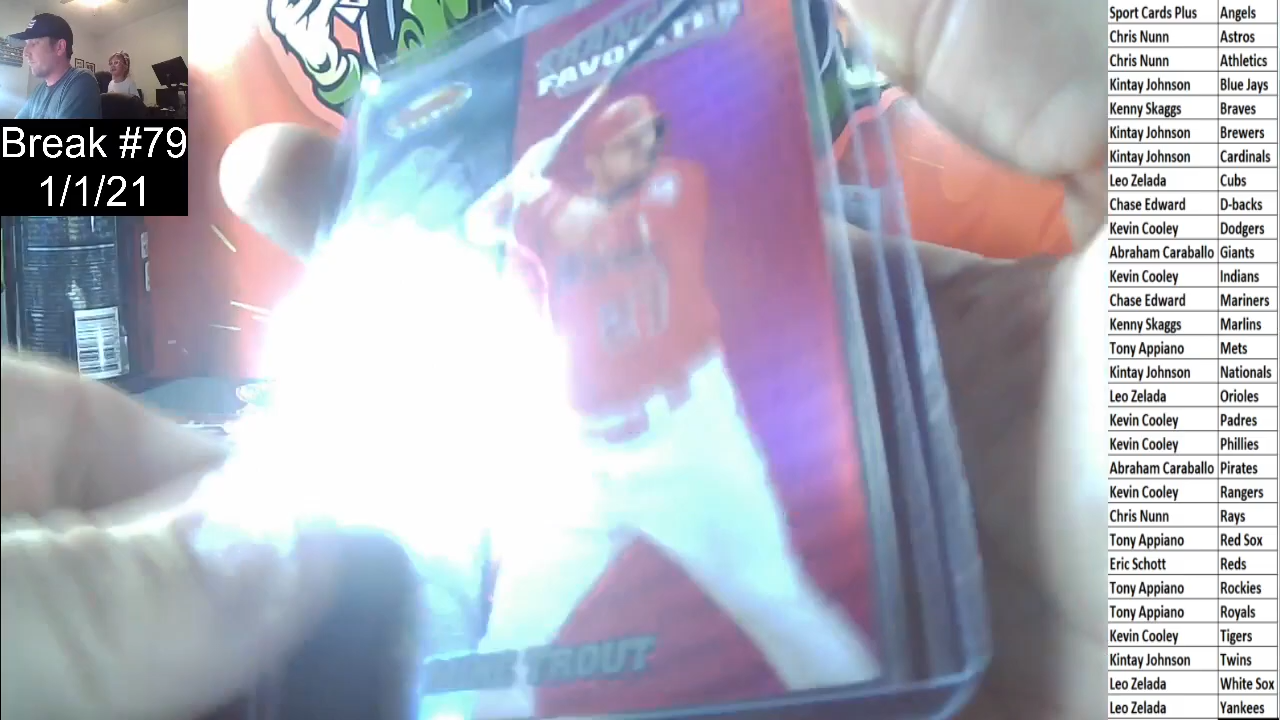 Break #79
1/1/21
FAVORITES
TROUT
Sport Cards Plus Angels
Chris Nunn Astros
Chris Nunn Athletics
Kintay Johnson Blue Jays
Kenny Skaggs Braves
Kintay Johnson Brewers
Kintay Johnson Cardinals
Leo Zelada Cubs
Chase Edward D-backs
Kevin Cooley Dodgers
Abraham Caraballo Giants
Kevin Cooley Indians
Chase Edward Mariners
Kenny Skaggs Marlins
Tony Appiano Mets
Kintay Johnson Nationals
Leo Zelada Orioles
Kevin Cooley Padres
Kevin Cooley Phillies
Abraham Caraballo Pirates
Kevin Cooley Rangers
Chris Nunn Rays
Tony Appiano Red Sox
Eric Schott Reds
Tony Appiano Rockies
Tony Appiano Royals
Kevin Cooley Tigers
Kintay Johnson Twins
Leo Zelada White Sox
Leo Zelada Yankees